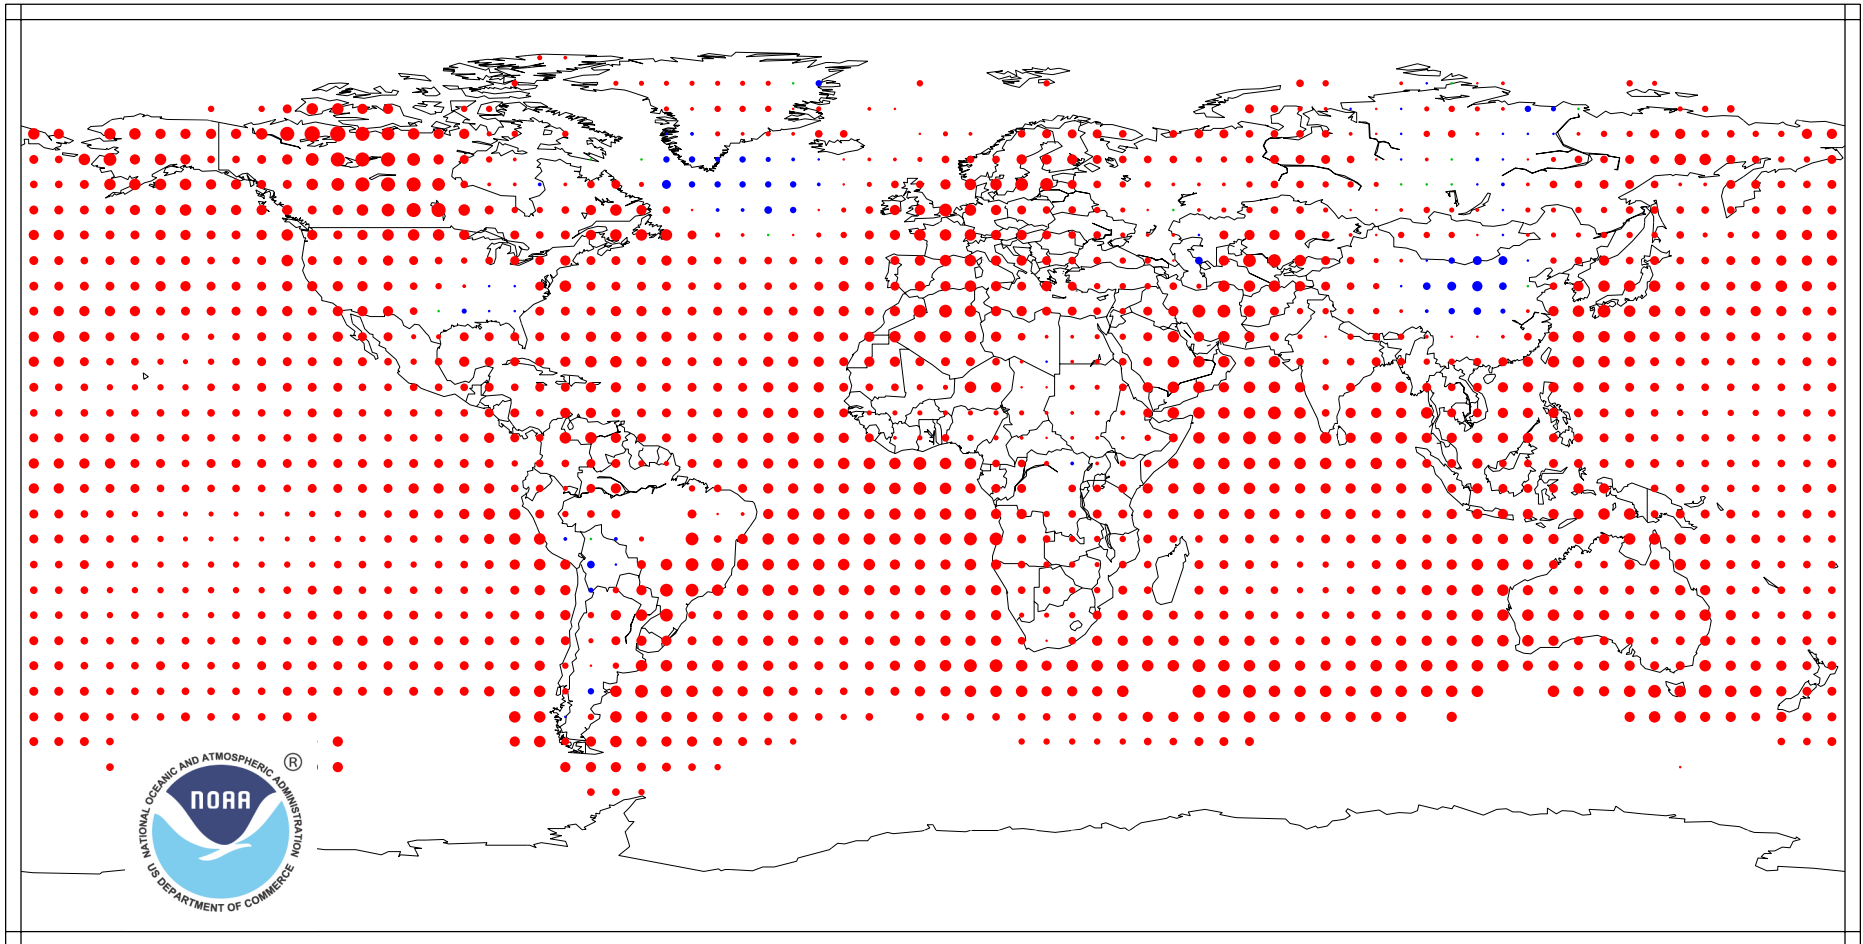 NATIONAL OCEANIC AND ATMOSPHERIC ADMINISTRATION
®
NOAA
US DEPARTMENT OF COMMERCE